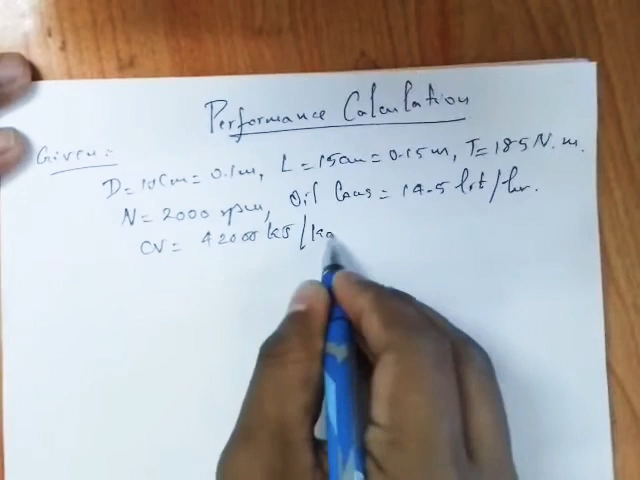 Performance Calculation
Given:
D = 10cm = 0.1m, L = 15cm = 0.15m, T = 185 N.m.
N = 2000 rpm, Oil Cons = 14.5 lit/hr.
CV = 42000 kJ/kg